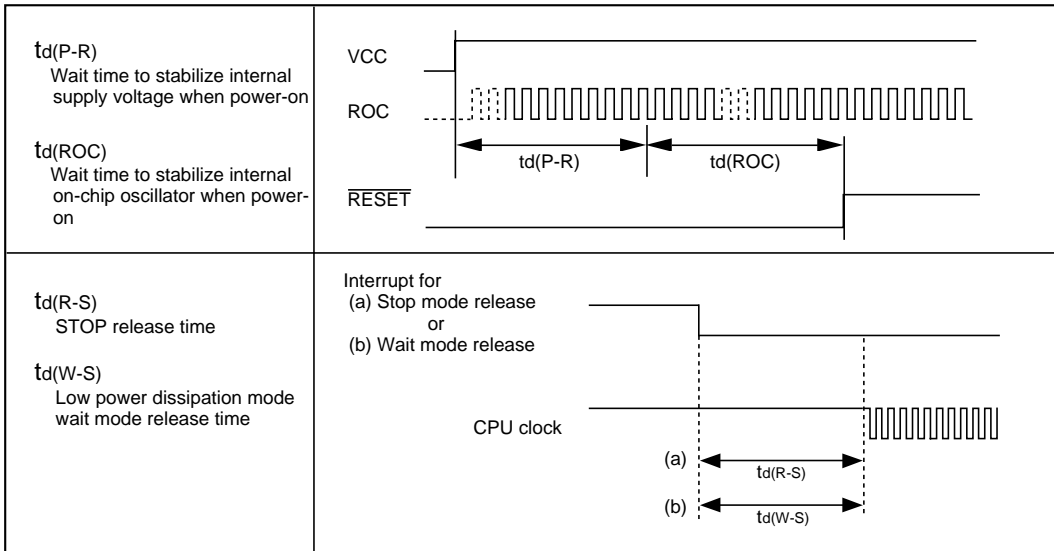 td(P-R)
Wait time to stabilize internal
supply voltage when power-on
td(ROC)
Wait time to stabilize internal
on-chip oscillator when power-
on
VCC
ROC
td(P-R)
td(ROC)
RESET
td(R-S)
STOP release time
td(W-S)
Low power dissipation mode
wait mode release time
Interrupt for
(a) Stop mode release
or
(b) Wait mode release
CPU clock
(a)
td(R-S)
(b)
td(W-S)